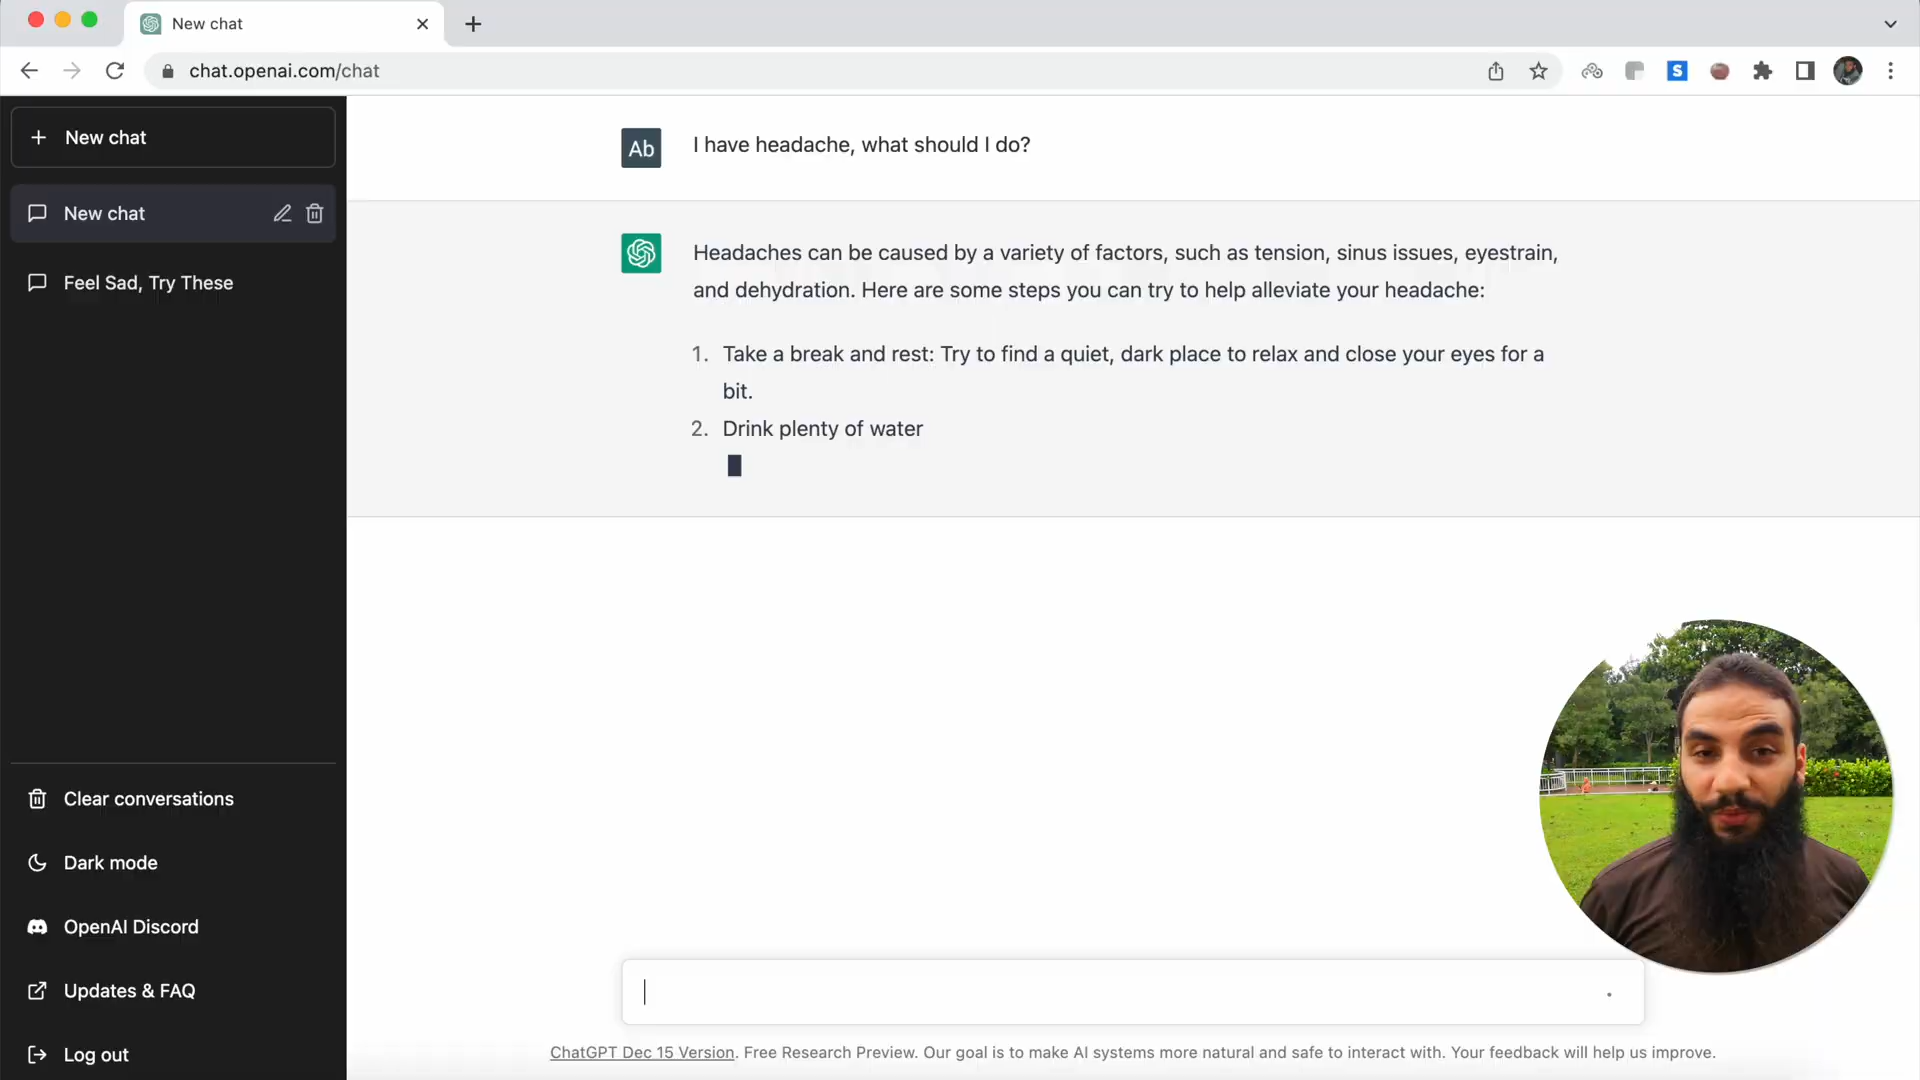 New chat
chat.openai.com/chat
S
New chat
New chat
Feel Sad, Try These
Clear conversations
Dark mode
OpenAI Discord
Updates & FAQ
Log out
Ab
I have headache, what should I do?
Headaches can be caused by a variety of factors, such as tension, sinus issues, eyestrain,
and dehydration. Here are some steps you can try to help alleviate your headache:
1. Take a break and rest: Try to find a quiet, dark place to relax and close your eyes for a
bit.
2. Drink plenty of water
ChatGPT Dec 15 Version. Free Research Preview. Our goal is to make AI systems more natural and safe to interact with. Your feedback will help us improve.